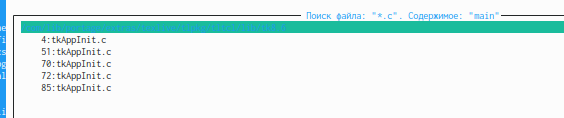 Поиск файла: "*.c". Содержимое: "main"
4:tkAppInit.c
51:tkAppInit.c
70:tkAppInit.c
72:tkAppInit.c
85:tkAppInit.c